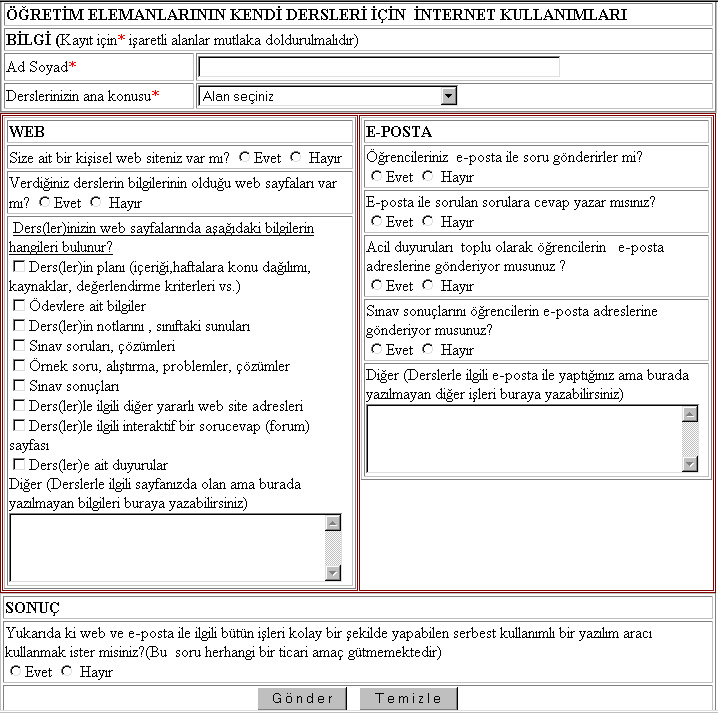 ÖĞRETİM ELEMANLARININ KENDİ DERSLERİ İÇİN İNTERNET KULLANIMLARI
BİLGİ (Kayıt için* işaretli alanlar mutlaka doldurulmalıdır)
Ad Soyad*
Derslerinizin ana konusu* Alan seçiniz
WEB
Size ait bir kişisel web siteniz var mı? Evet Hayır
Verdiğiniz derslerin bilgilerinin olduğu web sayfaları var
mı? Evet Hayır
Ders(ler)inizin web sayfalarında aşağıdaki bilgilerin
hangileri bulunur?
Ders(ler)in planı (içeriği,haftalara konu dağılımı,
kaynaklar, değerlendirme kriterleri vs.)
Ödevlere ait bilgiler
Ders(ler)in notlarını , sınıftaki sunuları
Sınav soruları, çözümleri
Örnek soru, alıştırma, problemler, çözümler
Sınav sonuçları
Ders(ler)le ilgili diğer yararlı web site adresleri
Ders(ler)le ilgili interaktif bir sorucevap (forum)
sayfası
Ders(ler)e ait duyurular
Diğer (Derslerle ilgili sayfanızda olan ama burada
yazılmayan bilgileri buraya yazabilirsiniz)
E-POSTA
Öğrencileriniz e-posta ile soru gönderirler mi?
Evet Hayır
E-posta ile sorulan sorulara cevap yazar mısınız?
Evet Hayır
Acil duyuruları toplu olarak öğrencilerin e-posta
adreslerine gönderiyor musunuz ?
Evet Hayır
Sınav sonuçlarını öğrencilerin e-posta adreslerine
gönderiyor musunuz?
Evet Hayır
Diğer (Derslerle ilgili e-posta ile yaptığınız ama burada
yazılmayan diğer işleri buraya yazabilirsiniz)
SONUÇ
Yukarıda ki web ve e-posta ile ilgili bütün işleri kolay bir şekilde yapabilen serbest kullanımlı bir yazılım aracı
kullanmak ister misiniz?(Bu soru herhangi bir ticari amaç gütmemektedir)
Evet Hayır
Gönder Temizle